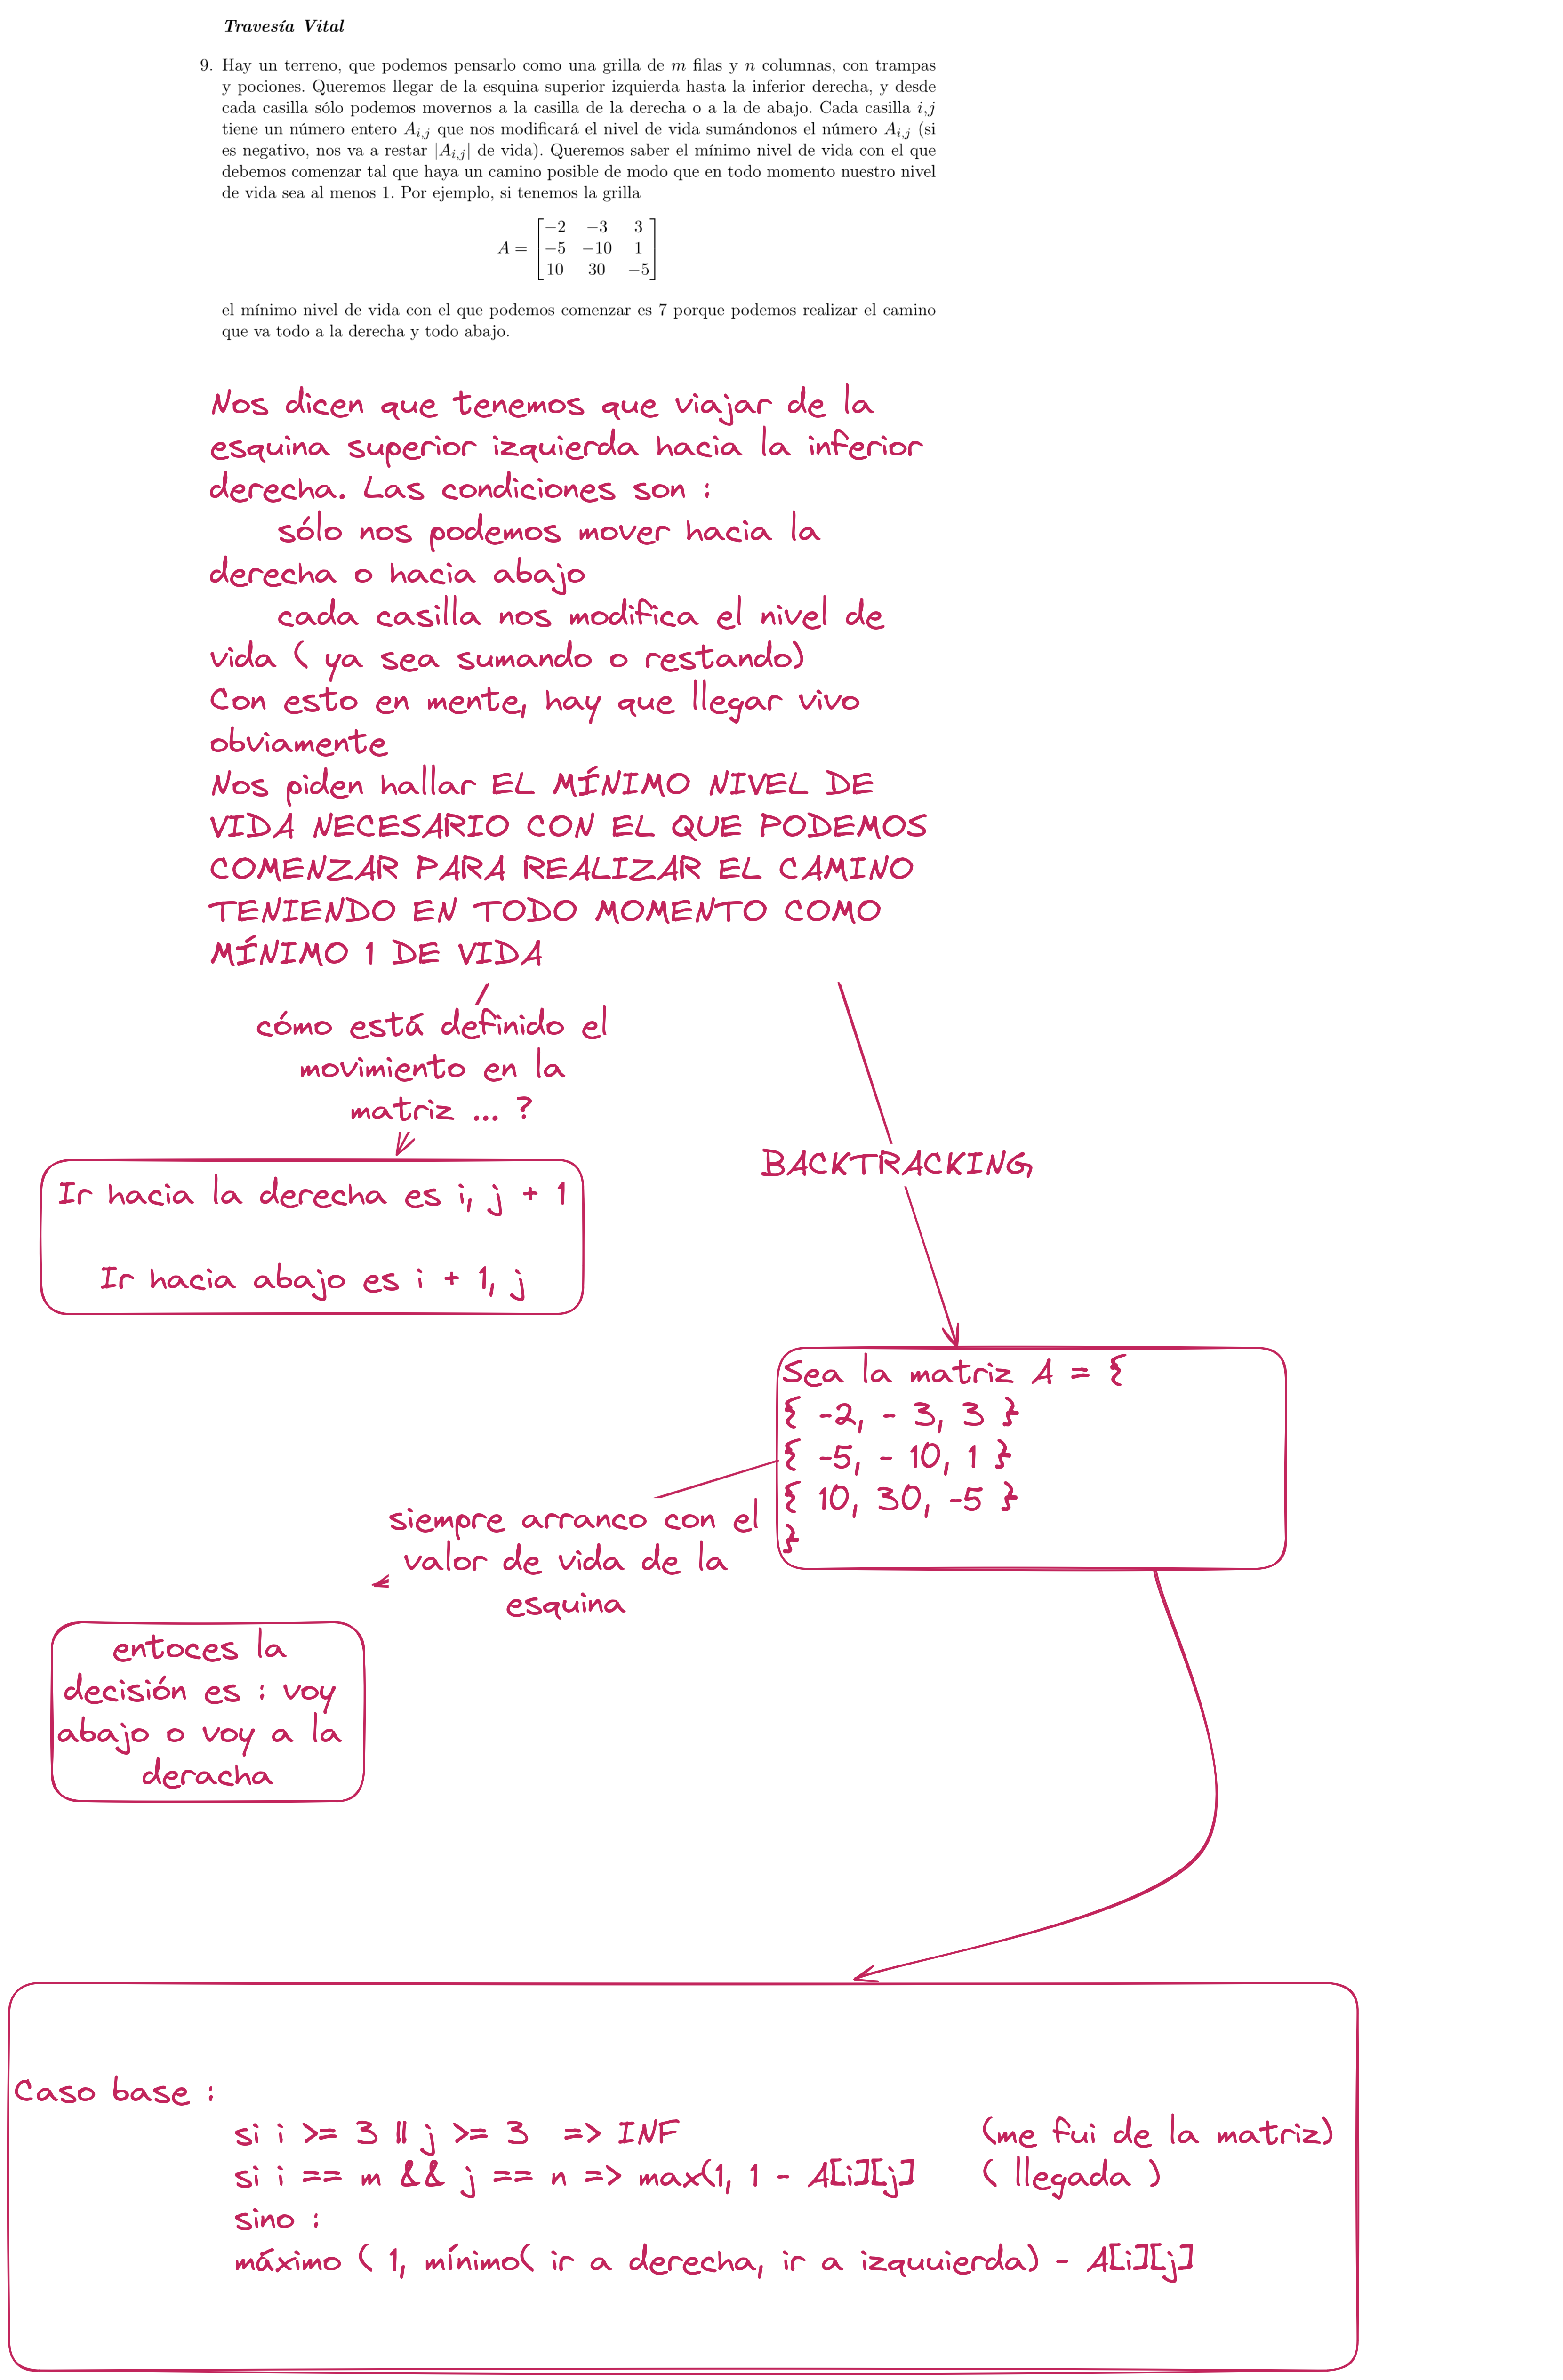 Travesía Vital
9. Hay un terreno, que podemos pensarlo como una grilla de m filas y n columnas, con trampas
y pociones. Queremos llegar de la esquina superior izquierda hasta la inferior derecha, y desde
cada casilla sólo podemos movernos a la casilla de la derecha o a la de abajo. Cada casilla i,j
tiene un número entero A_{i,j} que nos modificará el nivel de vida sumándonos el número A_{i,j} (si
es negativo, nos va a restar |A_{i,j}| de vida). Queremos saber el mínimo nivel de vida con el que
debemos comenzar tal que haya un camino posible de modo que en todo momento nuestro nivel
de vida sea al menos 1. Por ejemplo, si tenemos la grilla
−2 −3 3
A = −5 −10 1
10 30 −5
el mínimo nivel de vida con el que podemos comenzar es 7 porque podemos realizar el camino
que va todo a la derecha y todo abajo.
Nos dicen que tenemos que viajar de la
esquina superior izquierda hacia la inferior
derecha. Las condiciones son :
sólo nos podemos mover hacia la
derecha o hacia abajo
cada casilla nos modifica el nivel de
vida ( ya sea sumando o restando)
Con esto en mente, hay que llegar vivo
obviamente
Nos piden hallar EL MÍNIMO NIVEL DE
VIDA NECESARIO CON EL QUE PODEMOS
COMENZAR PARA REALIZAR EL CAMINO
TENIENDO EN TODO MOMENTO COMO
MÍNIMO 1 DE VIDA
cómo está definido el
movimiento en la
matriz ... ?
Ir hacia la derecha es i, j + 1
Ir hacia abajo es i + 1, j
BACKTRACKING
Sea la matriz A = {
{ -2, - 3, 3 }
{ -5, - 10, 1 }
{ 10, 30, -5 }
}
siempre arranco con el
valor de vida de la
esquina
entoces la
decisión es : voy
abajo o voy a la
deracha
Caso base :
si i >= 3 || j >= 3 => INF (me fui de la matriz)
si i == m && j == n => max(1, 1 - A[i][j] ( llegada )
sino :
máximo ( 1, mínimo( ir a derecha, ir a izquuierda) - A[i][j]